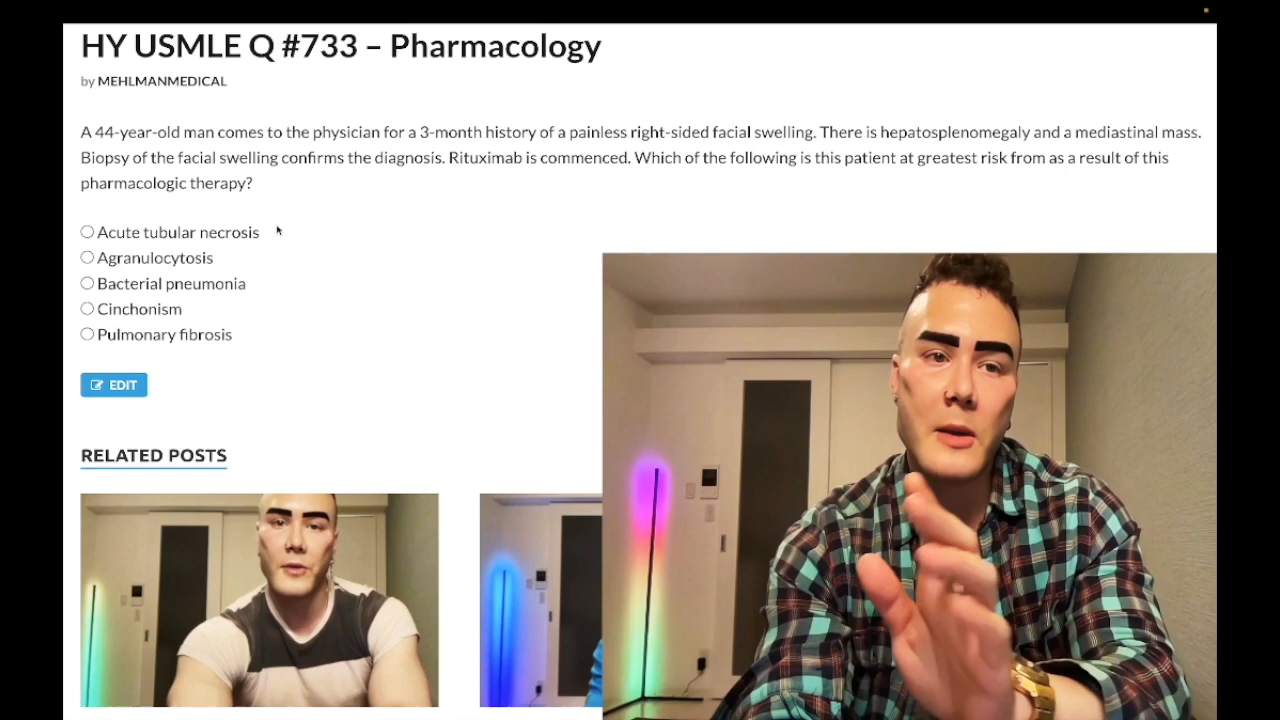 HY USMLE Q #733 – Pharmacology
by MEHLMANMEDICAL
A 44-year-old man comes to the physician for a 3-month history of a painless right-sided facial swelling. There is hepatosplenomegaly and a mediastinal mass.
Biopsy of the facial swelling confirms the diagnosis. Rituximab is commenced. Which of the following is this patient at greatest risk from as a result of this
pharmacologic therapy?
Acute tubular necrosis
Agranulocytosis
Bacterial pneumonia
Cinchonism
Pulmonary fibrosis
EDIT
RELATED POSTS